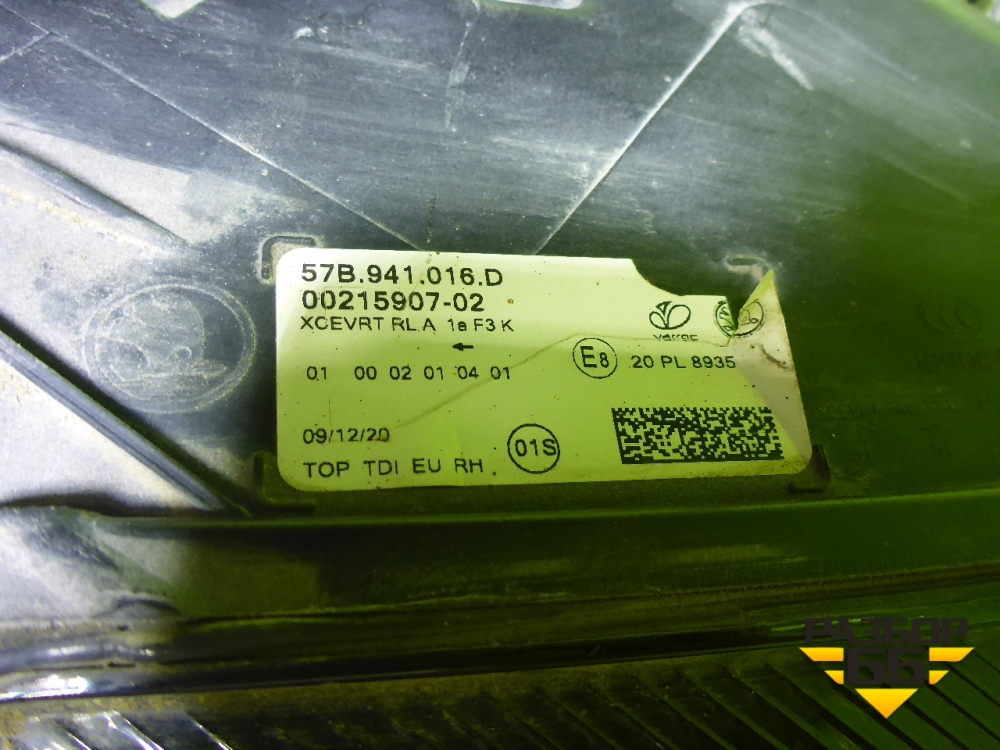 57B.941.016.D
00215907-02
XCEVRT RL A 1a F3 K
←
E8 20 PL 8935
01 00 02 01 04 01
09/12/20
01S
TOP TDI EU RH
РАЗБОР
66